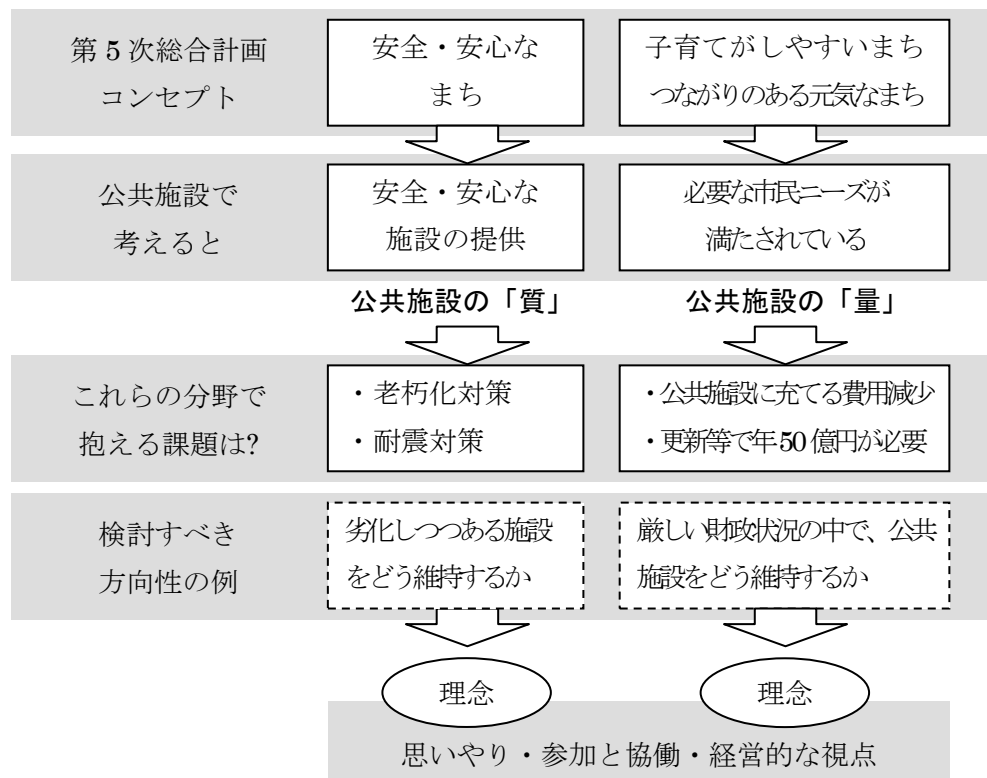 第5次総合計画
コンセプト
安全・安心な
まち
子育てがしやすいまち
つながりのある元気なまち
公共施設で
考えると
安全・安心な
施設の提供
必要な市民ニーズが
満たされている
公共施設の「質」
公共施設の「量」
これらの分野で
抱える課題は?
・老朽化対策
・耐震対策
・公共施設に充てる費用減少
・更新等で年50億円が必要
検討すべき
方向性の例
劣化しつつある施設
をどう維持するか
厳しい財政状況の中で、公共
施設をどう維持するか
理念
理念
思いやり・参加と協働・経営的な視点